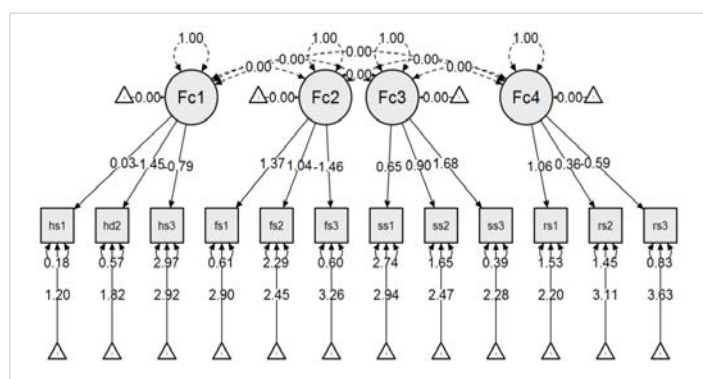 1.00 1.00 1.00 1.00
0.00
0.00 0.00
0.00 0.00 0.00
0.00 Fc1 0.00 Fc2 Fc3 0.00 Fc4 0.00
0.03 -1.45 -0.79 1.37 1.04 -1.46 0.65 0.90 1.68 1.06 0.36 -0.59
hs1 hd2 hs3 fs1 fs2 fs3 ss1 ss2 ss3 rs1 rs2 rs3
0.18 0.57 2.97 0.61 2.29 0.60 2.74 1.65 0.39 1.53 1.45 0.83
1.20 1.82 2.92 2.90 2.45 3.26 2.94 2.47 2.28 2.20 3.11 3.63